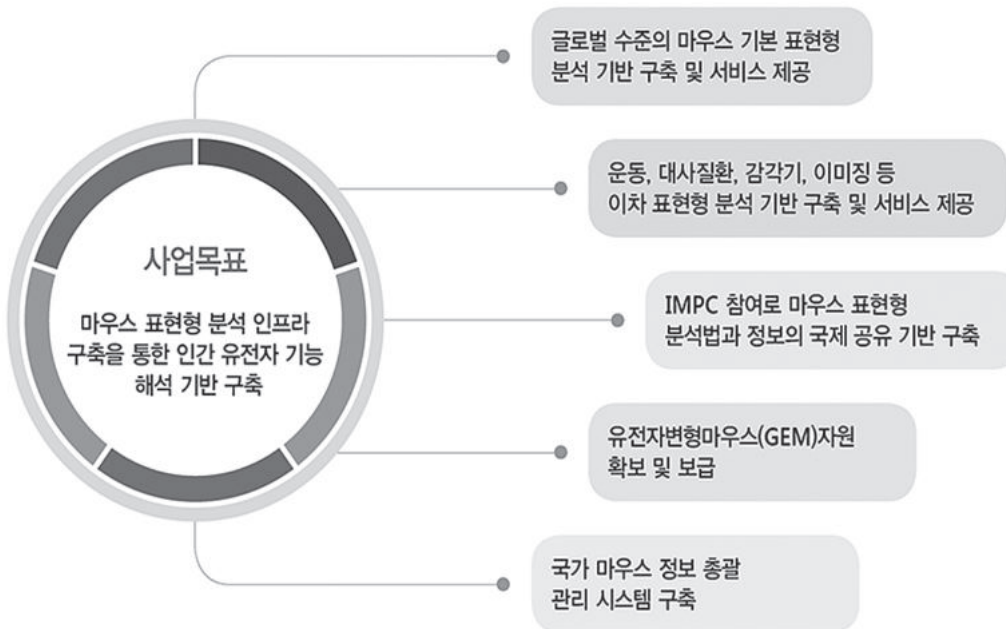 글로벌 수준의 마우스 기본 표현형
분석 기반 구축 및 서비스 제공
운동, 대사질환, 감각기, 이미징 등
이차 표현형 분석 기반 구축 및 서비스 제공
사업목표
마우스 표현형 분석 인프라
구축을 통한 인간 유전자 기능
해석 기반 구축
IMPC 참여로 마우스 표현형
분석법과 정보의 국제 공유 기반 구축
유전자변형마우스(GEM)자원
확보 및 보급
국가 마우스 정보 총괄
관리 시스템 구축